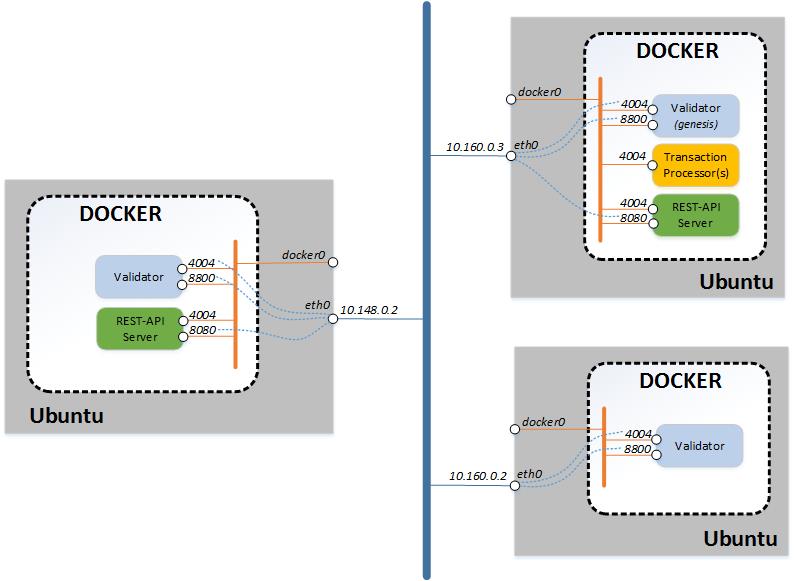 DOCKER
docker0
4004
Validator
8800
(genesis)
10.160.0.3
eth0
4004
Transaction
Processor(s)
4004
REST-API
8080
Server
Ubuntu
DOCKER
docker0
4004
Validator
8800
eth0
10.148.0.2
REST-API
4004
Server
8080
Ubuntu
DOCKER
docker0
4004
8800
Validator
10.160.0.2
eth0
Ubuntu